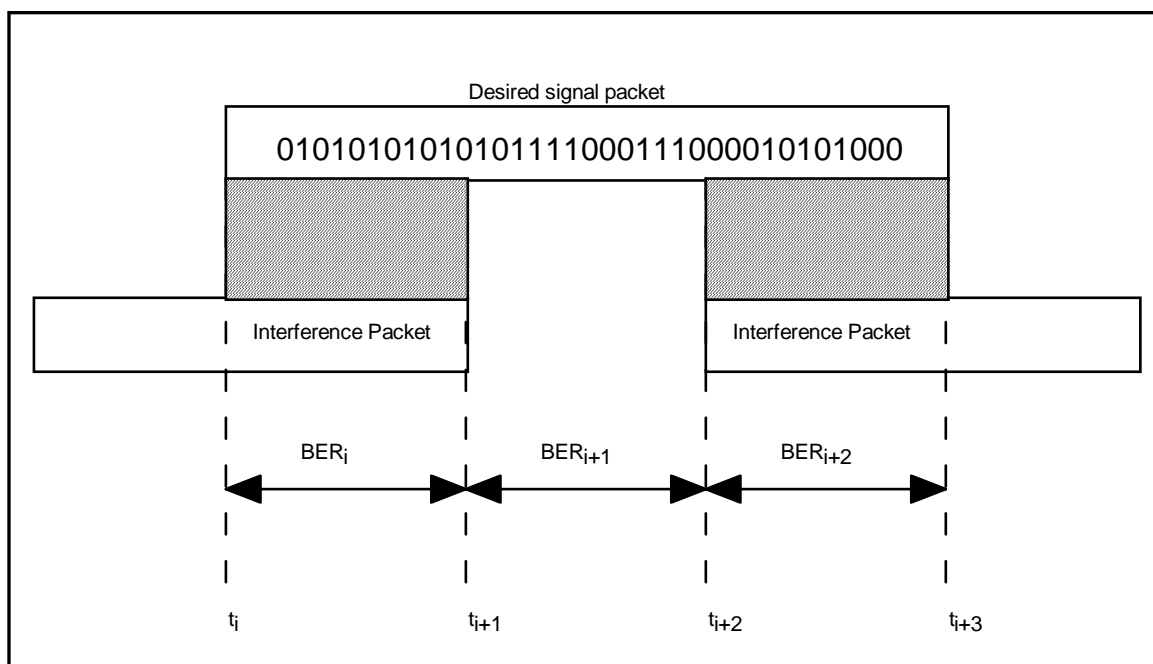 Desired signal packet
01010101010101111000111000010101000
Interference Packet Interference Packet
BERi BERi+1 BERi+2
ti ti+1 ti+2 ti+3